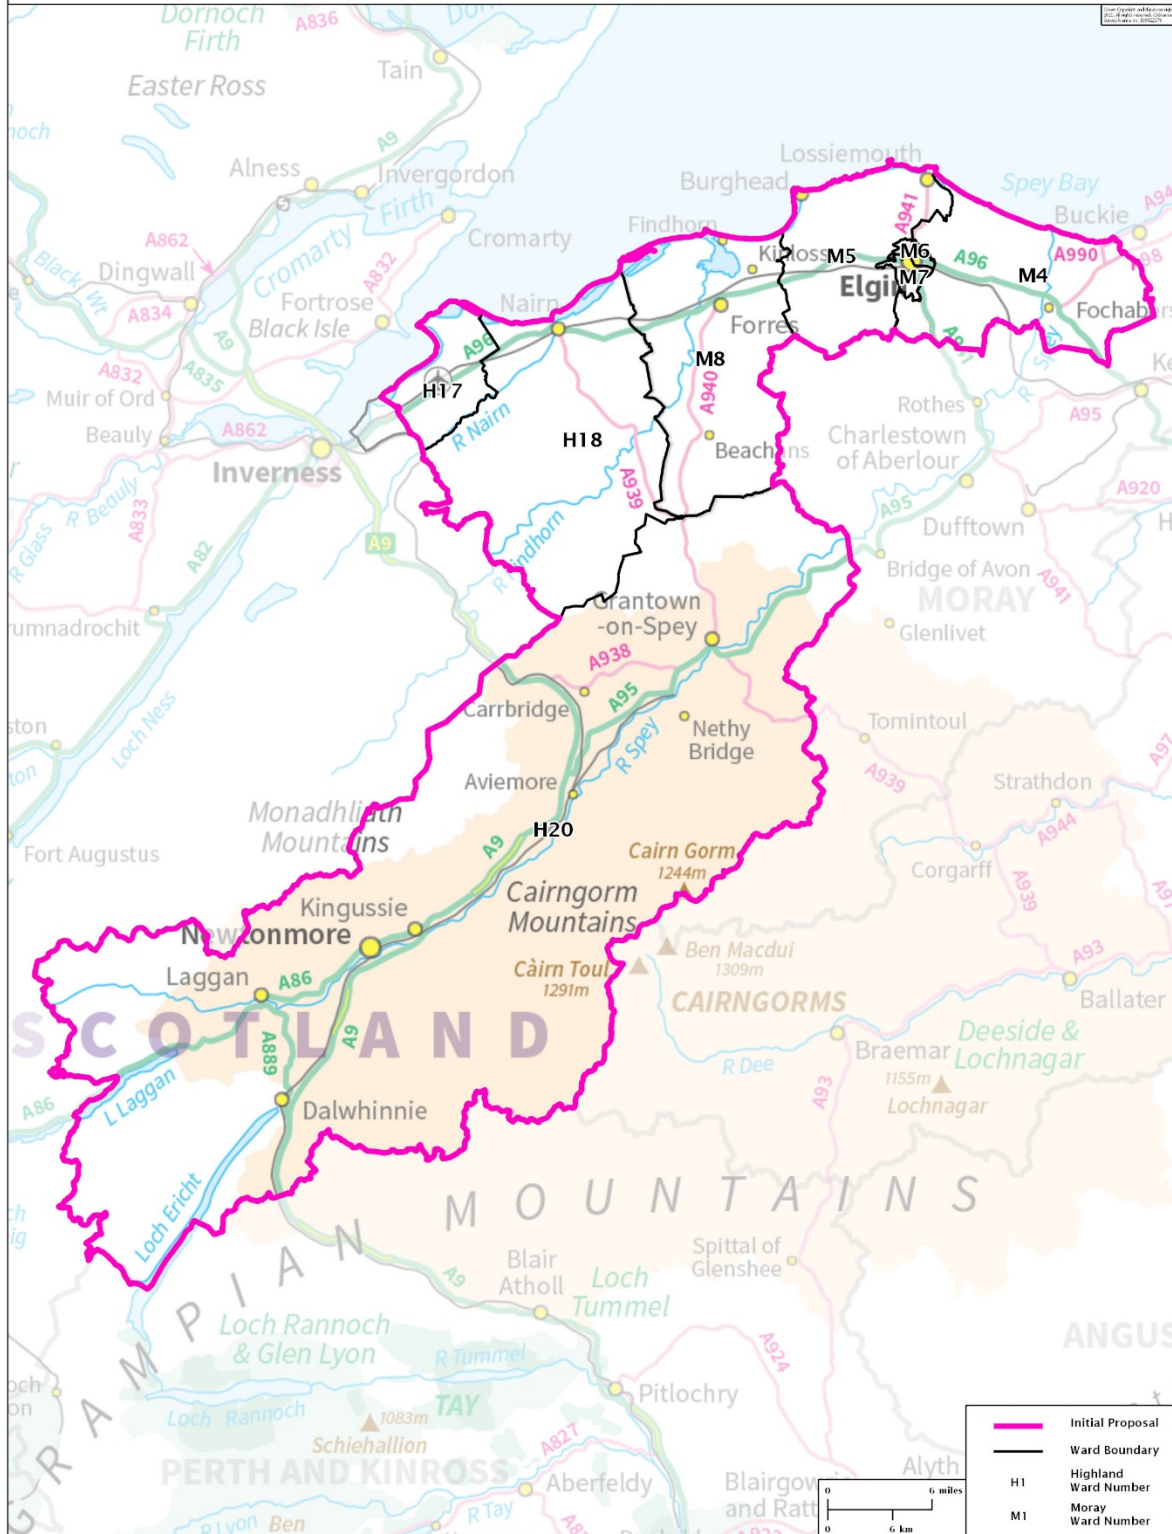 Dornoch
Firth
A836
Tain
Easter Ross
A9
Alness
Invergordon
Lossiemouth
Burghead
Spey Bay
Buckie
Firth
Cromarty
Findhorn
A941
A862
Dingwall
Cromarty
A832
Kinloss
M5
M6
A96
A990
M7
M4
Black Wt
A834
Fortrose
Black Isle
Nairn
Elgin
Fochabers
A9
A96
Forres
Spey
A832
A835
M8
H17
A940
R
Muir of Ord
R Nairn
Rothes
A95
Beauly
A862
H18
Beachans
Charlestown
of Aberlour
Inverness
A939
A920
R Beauly
A833
A95
R Glass
A82
A9
R Findhorn
Dufftown
Bridge of Avon
MORAY
A941
rumnadrochit
Grantown
-on-Spey
Glenlivet
A938
A95
Carrbridge
Loch Ness
ston
Nethy
Bridge
Tomintoul
R Spey
A939
A97
Aviemore
Strathdon
Monadhliath
Mountains
H20
A944
A9
Fort Augustus
Cairn Gorm
1244m
Corgarff
Cairngorm
Mountains
A939
Kingussie
Newtonmore
Ben Macdui
1309m
A93
Laggan
A86
Càirn Toul
1291m
CAIRNGORMS
Ballater
SCOTLAND
A889
A9
Deeside &
Lochnagar
Braemar
R Dee
A86
L Laggan
1155m
Lochnagar
A93
Dalwhinnie
Loch Ericht
GRAMPIAN MOUNTAINS
Spittal of
Glenshee
Blair
Atholl
A9
Loch
Tummel
Loch Rannoch
& Glen Lyon
ANGUS
R Tummel
A924
Pitlochry
Loch Rannoch
TAY
1083m
Schiehallion
A827
PERTH AND KINROSS
Aberfeldy
Alyth
R Lyon
Ben
R Tay
Initial Proposal
Ward Boundary
H1
Highland
Ward Number
M1
Moray
Ward Number
0
6 miles
0
6 km